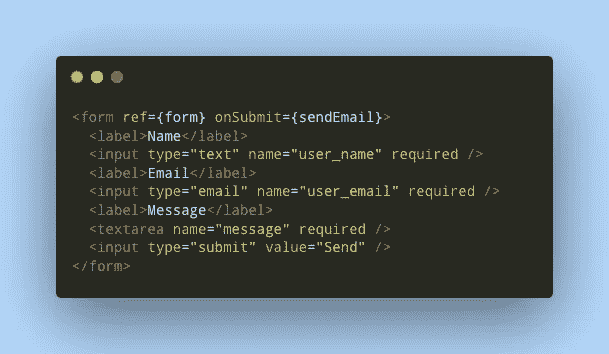 <form ref={form} onSubmit={sendEmail}>
<label>Name</label>
<input type="text" name="user_name" required />
<label>Email</label>
<input type="email" name="user_email" required />
<label>Message</label>
<textarea name="message" required />
<input type="submit" value="Send" />
</form>